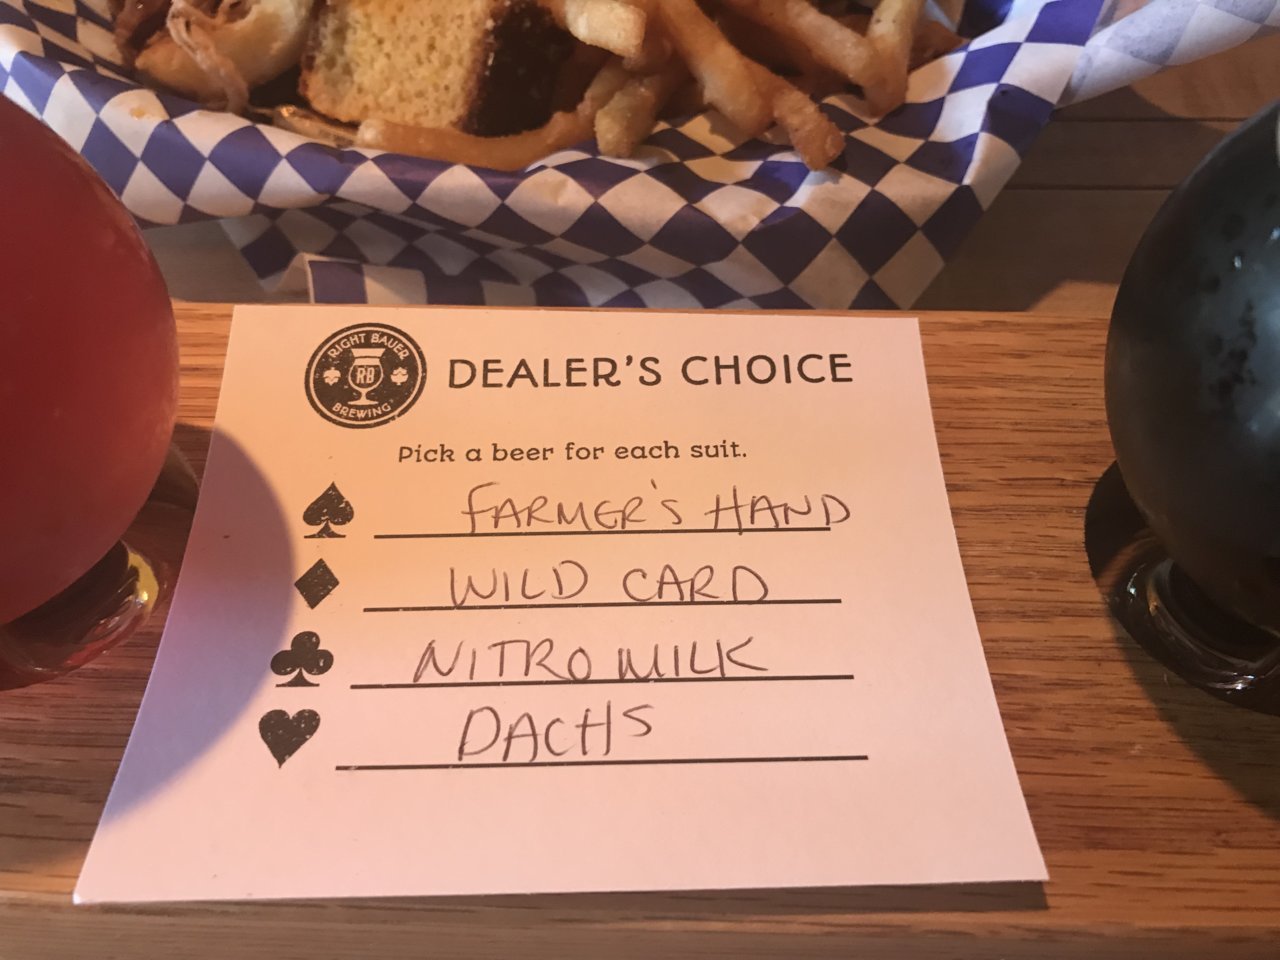 RIGHT BAUER
RB
BREWING
DEALER'S CHOICE
Pick a beer for each suit.
FARMER'S HAND
WILD CARD
NITRO MILK
DACHS